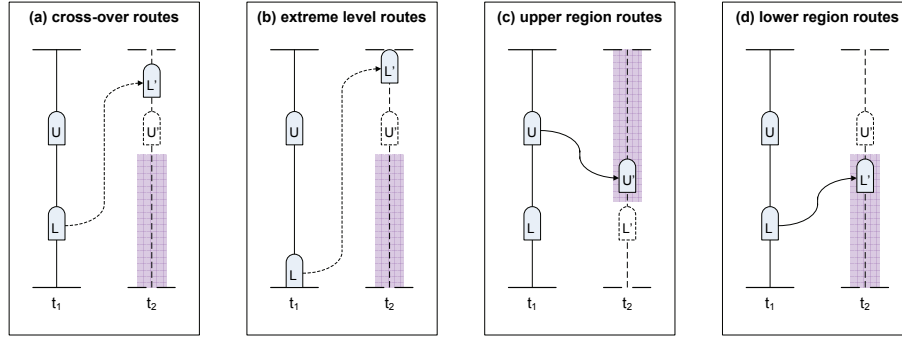 (a) cross-over routes
L'
U
U'
L
t1
t2
(b) extreme level routes
L'
U
U'
L
t1
t2
(c) upper region routes
U
U'
L
L'
t1
t2
(d) lower region routes
U
U'
L'
L
t1
t2